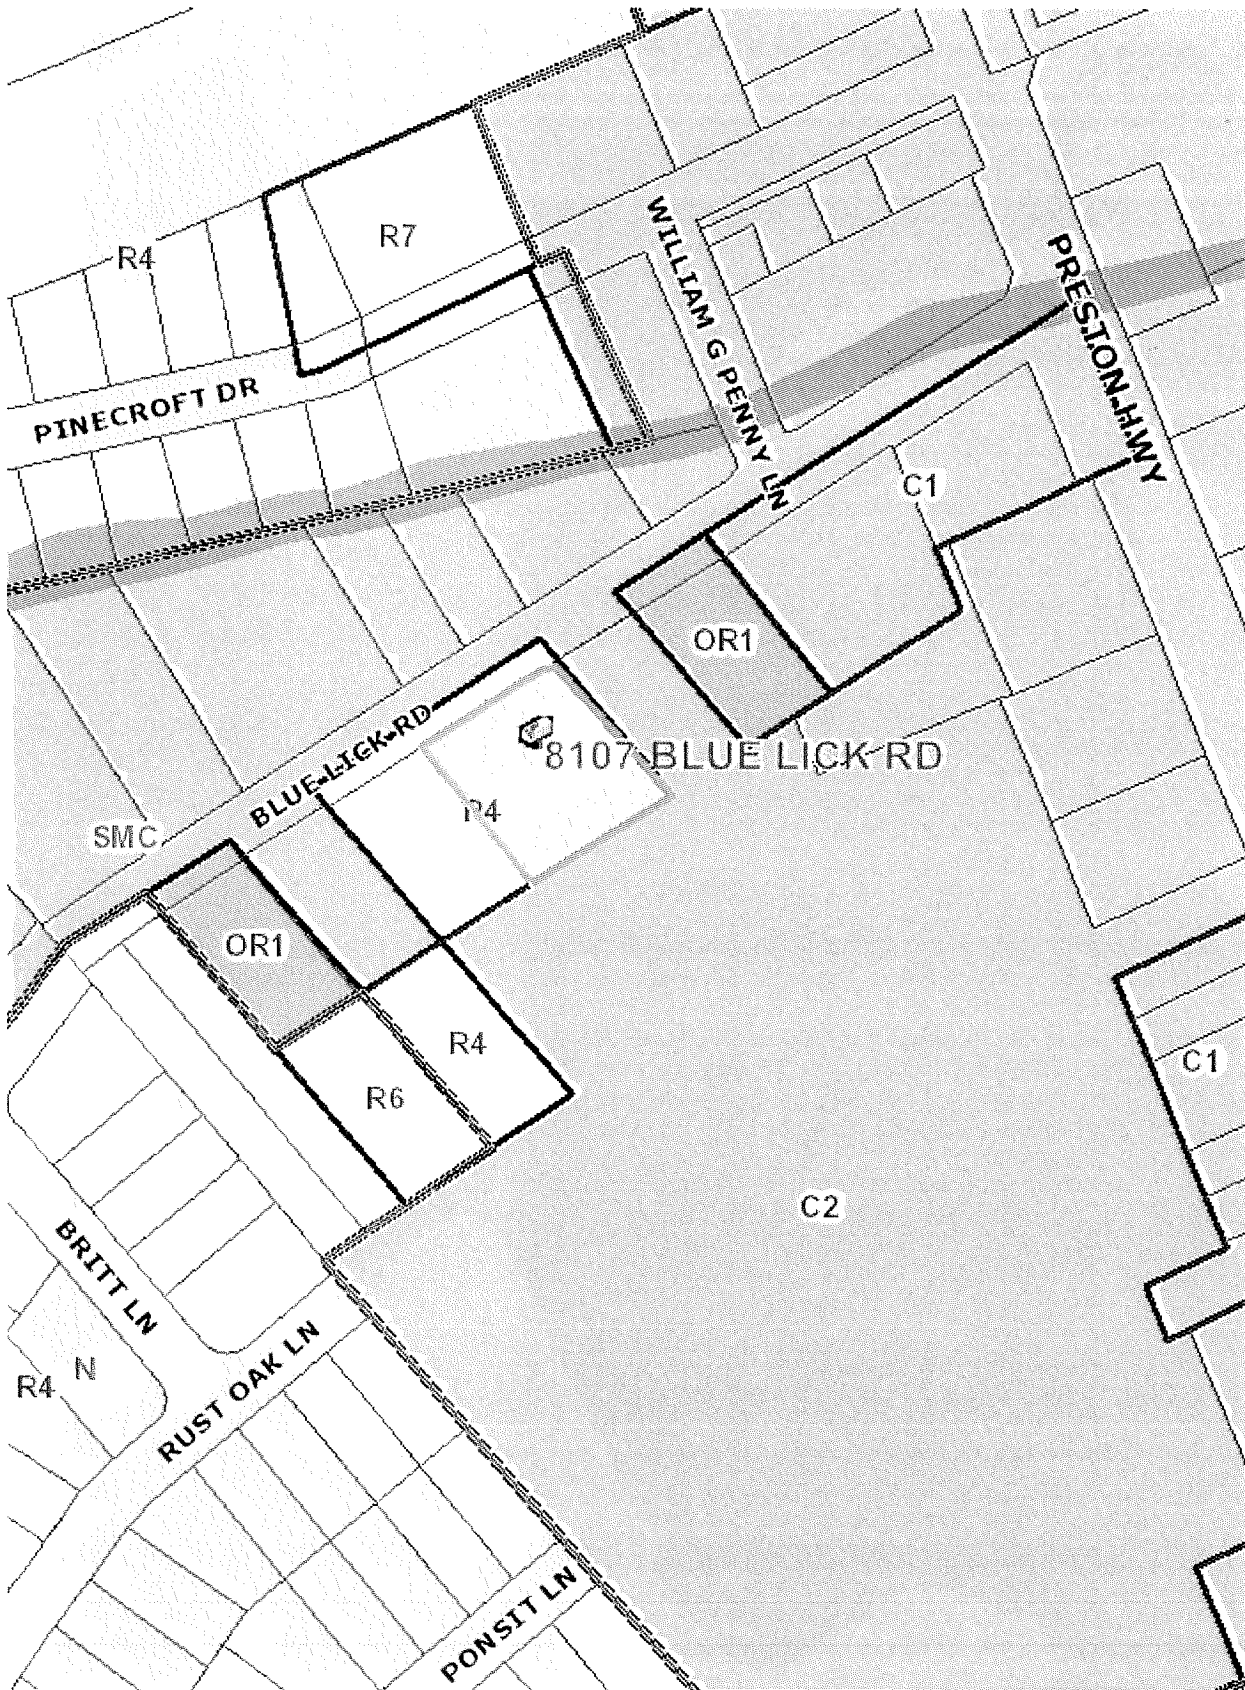 R7
R4
WILLIAM G PENNY LN
PRESTON HWY
PINECROFT DR
C1
OR1
8107 BLUE LICK RD
BLUE LICK RD
R4
SMC
OR1
R4
C1
R6
C2
BRITT LN
RUST OAK LN
N
R4
PONSIT LN